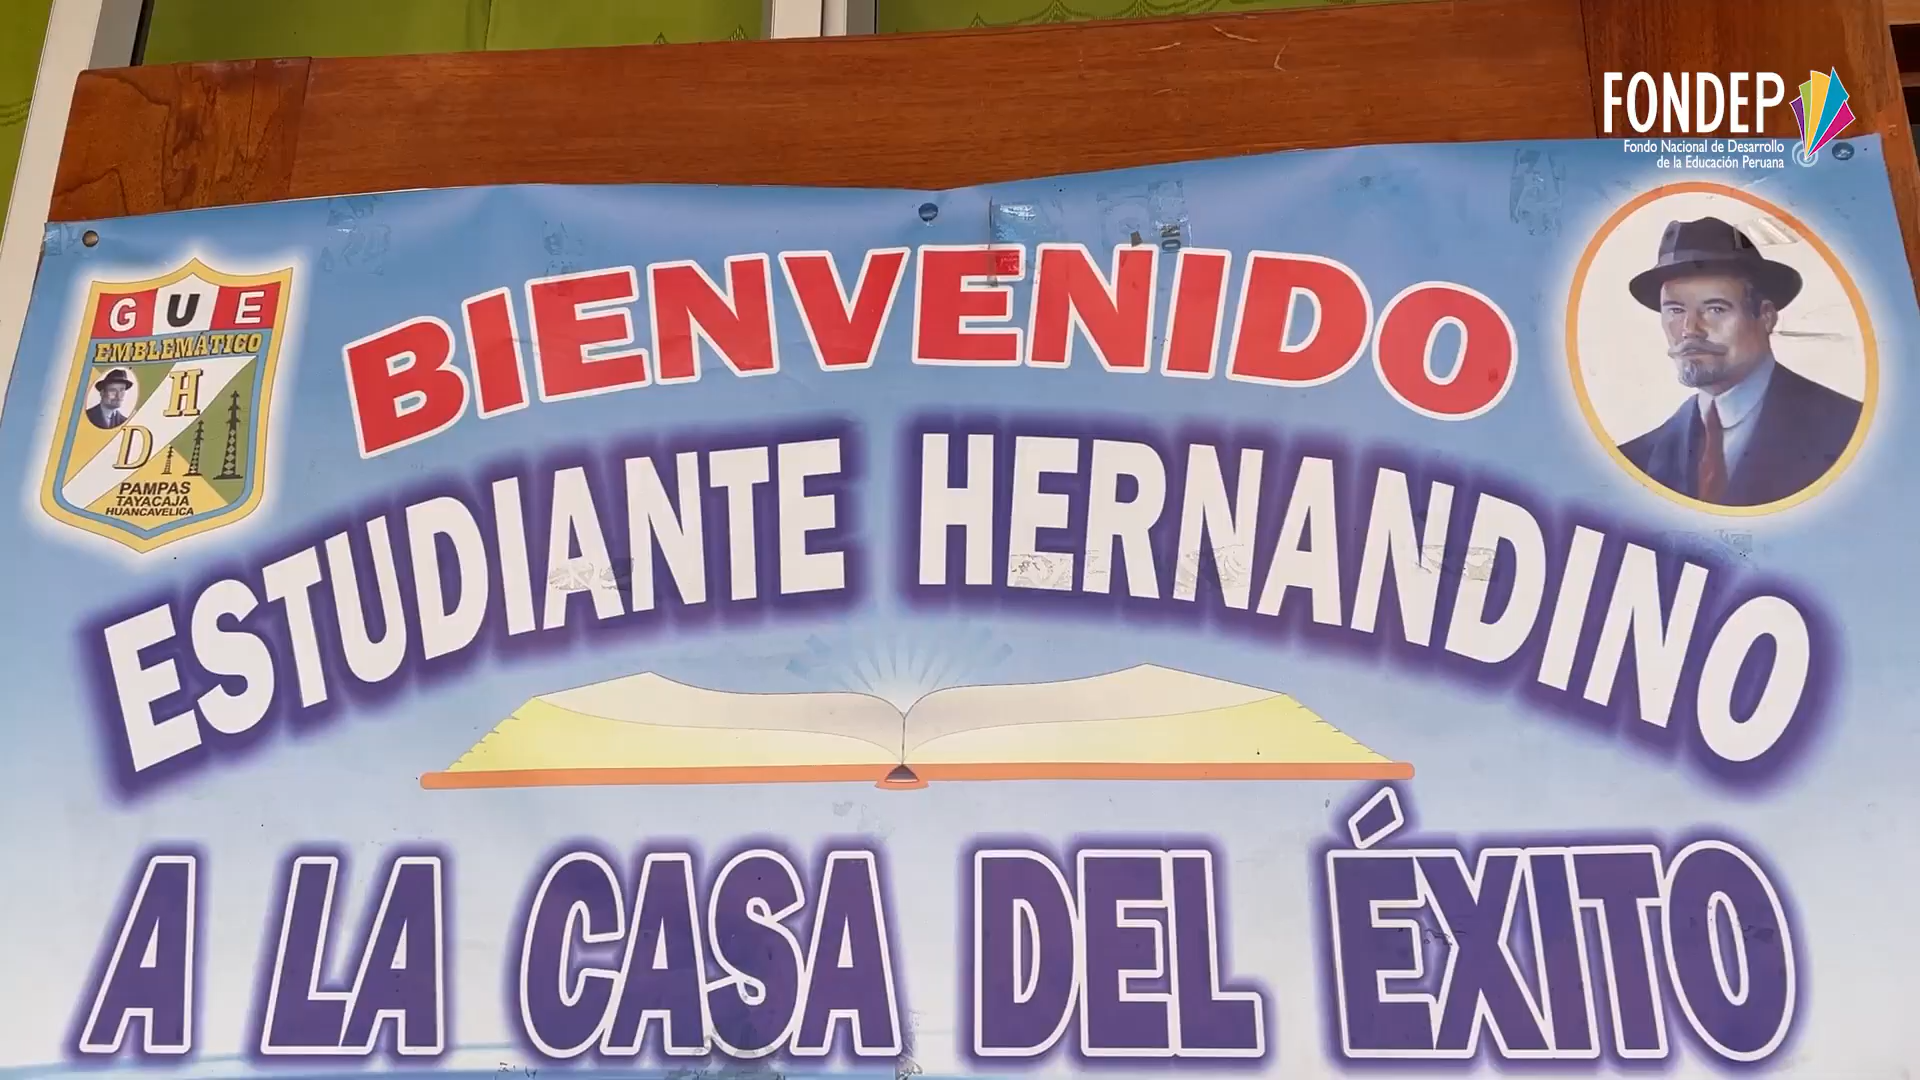 FONDEP
Fondo Nacional de Desarrollo
de la Educación Peruana
GUE
EMBLEMÁTICO
H
D
PAMPAS
TAYACAJA
HUANCAVELICA
BIENVENIDO
ESTUDIANTE HERNANDINO
A LA CASA DEL ÉXITO